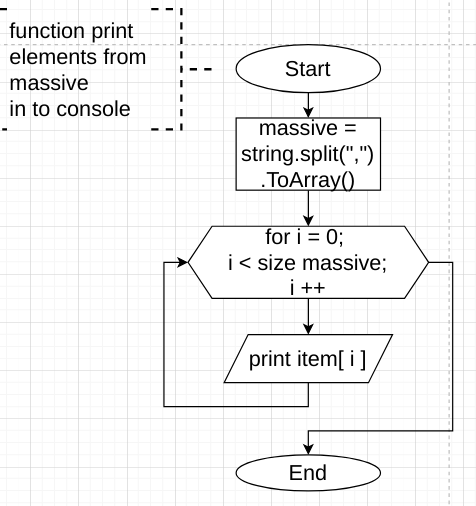 function print
elements from
massive
in to console
Start
massive =
string.split(",")
.ToArray()
for i = 0;
i < size massive;
i ++
print item[ i ]
End